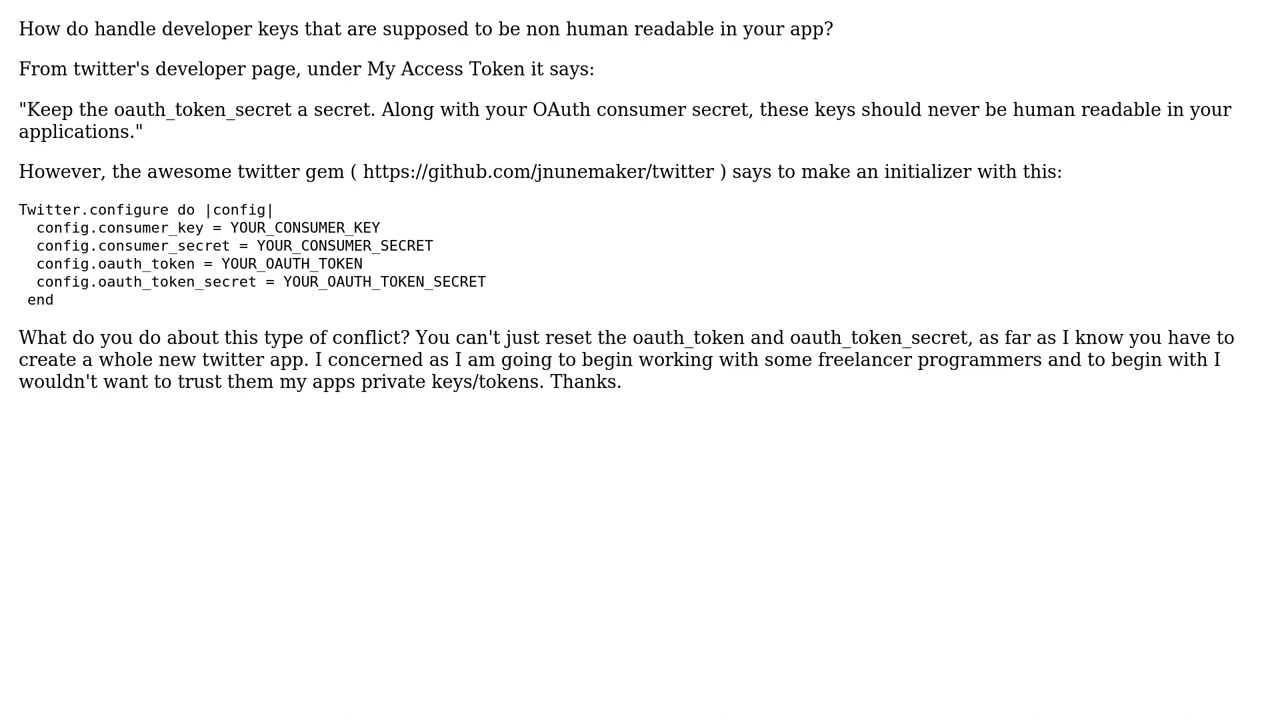 How do handle developer keys that are supposed to be non human readable in your app?
From twitter's developer page, under My Access Token it says:
"Keep the oauth_token_secret a secret. Along with your OAuth consumer secret, these keys should never be human readable in your
applications."
However, the awesome twitter gem ( https://github.com/jnunemaker/twitter ) says to make an initializer with this:
Twitter.configure do |config|
  config.consumer_key = YOUR_CONSUMER_KEY
  config.consumer_secret = YOUR_CONSUMER_SECRET
  config.oauth_token = YOUR_OAUTH_TOKEN
  config.oauth_token_secret = YOUR_OAUTH_TOKEN_SECRET
 end
What do you do about this type of conflict? You can't just reset the oauth_token and oauth_token_secret, as far as I know you have to
create a whole new twitter app. I concerned as I am going to begin working with some freelancer programmers and to begin with I
wouldn't want to trust them my apps private keys/tokens. Thanks.